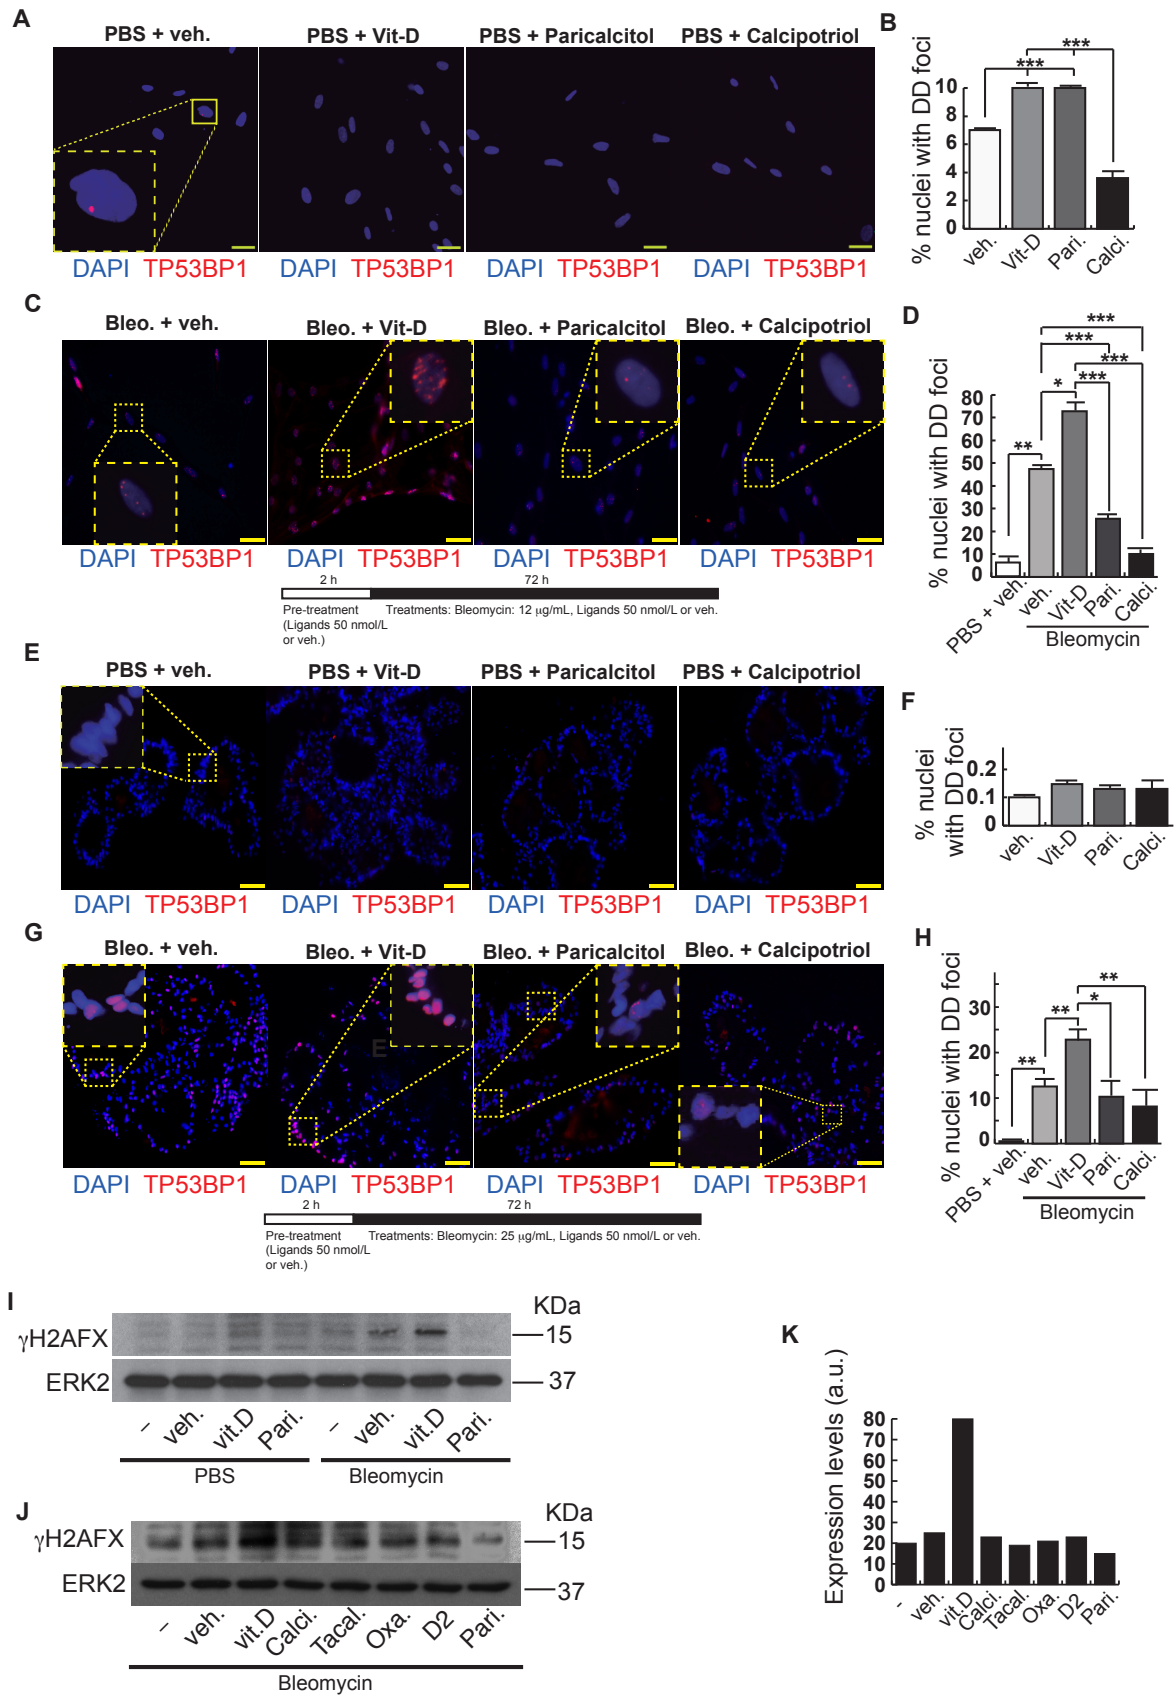 A
PBS + veh.
PBS + Vit-D
PBS + Paricalcitol
PBS + Calcipotriol
DAPI TP53BP1
DAPI TP53BP1
DAPI TP53BP1
DAPI TP53BP1
B
% nuclei with DD foci
10
8
6
4
2
0
***
***
veh.
Vit-D
Pari.
Calci.
C
Bleo. + veh.
Bleo. + Vit-D
Bleo. + Paricalcitol
Bleo. + Calcipotriol
DAPI TP53BP1
DAPI TP53BP1
DAPI TP53BP1
DAPI TP53BP1
2 h
72 h
Pre-treatment
(Ligands 50 nmol/L
or veh.)
Treatments: Bleomycin: 12 µg/mL, Ligands 50 nmol/L or veh.
D
% nuclei with DD foci
80
70
60
50
40
30
20
10
0
***
***
***
***
*
**
PBS + veh.
veh.
Vit-D
Pari.
Calci.
Bleomycin
E
PBS + veh.
PBS + Vit-D
PBS + Paricalcitol
PBS + Calcipotriol
DAPI TP53BP1
DAPI TP53BP1
DAPI TP53BP1
DAPI TP53BP1
F
% nuclei
with DD foci
0.2
0.1
0
veh.
Vit-D
Pari.
Calci.
G
Bleo. + veh.
Bleo. + Vit-D
Bleo. + Paricalcitol
Bleo. + Calcipotriol
E
DAPI TP53BP1
DAPI TP53BP1
DAPI TP53BP1
DAPI TP53BP1
2 h
72 h
Pre-treatment
(Ligands 50 nmol/L
or veh.)
Treatments: Bleomycin: 25 µg/mL, Ligands 50 nmol/L or veh.
H
% nuclei with DD foci
30
20
10
0
**
*
**
**
PBS + veh.
veh.
Vit-D
Pari.
Calci.
Bleomycin
I
KDa
γH2AFX
15
ERK2
37
– veh. vit.D Pari. – veh. vit.D Pari.
PBS
Bleomycin
J
KDa
γH2AFX
15
ERK2
37
– veh. vit.D Calci. Tacal. Oxa. D2 Pari.
Bleomycin
K
Expression levels (a.u.)
80
70
60
50
40
30
20
10
0
- veh. vit.D Calci. Tacal. Oxa. D2 Pari.